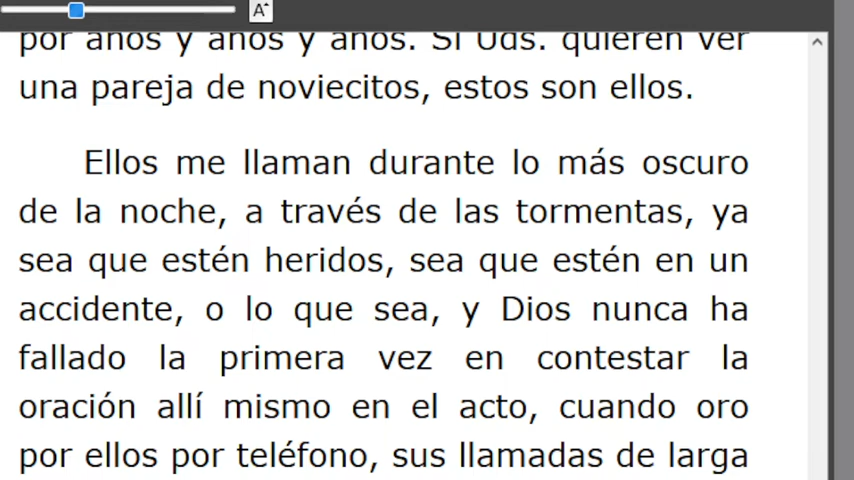 A
por años y años y años. Si Uds. quieren ver
una pareja de noviecitos, estos son ellos.
Ellos me llaman durante lo más oscuro
de la noche, a través de las tormentas, ya
sea que estén heridos, sea que estén en un
accidente, o lo que sea, y Dios nunca ha
fallado la primera vez en contestar la
oración allí mismo en el acto, cuando oro
por ellos por teléfono, sus llamadas de larga